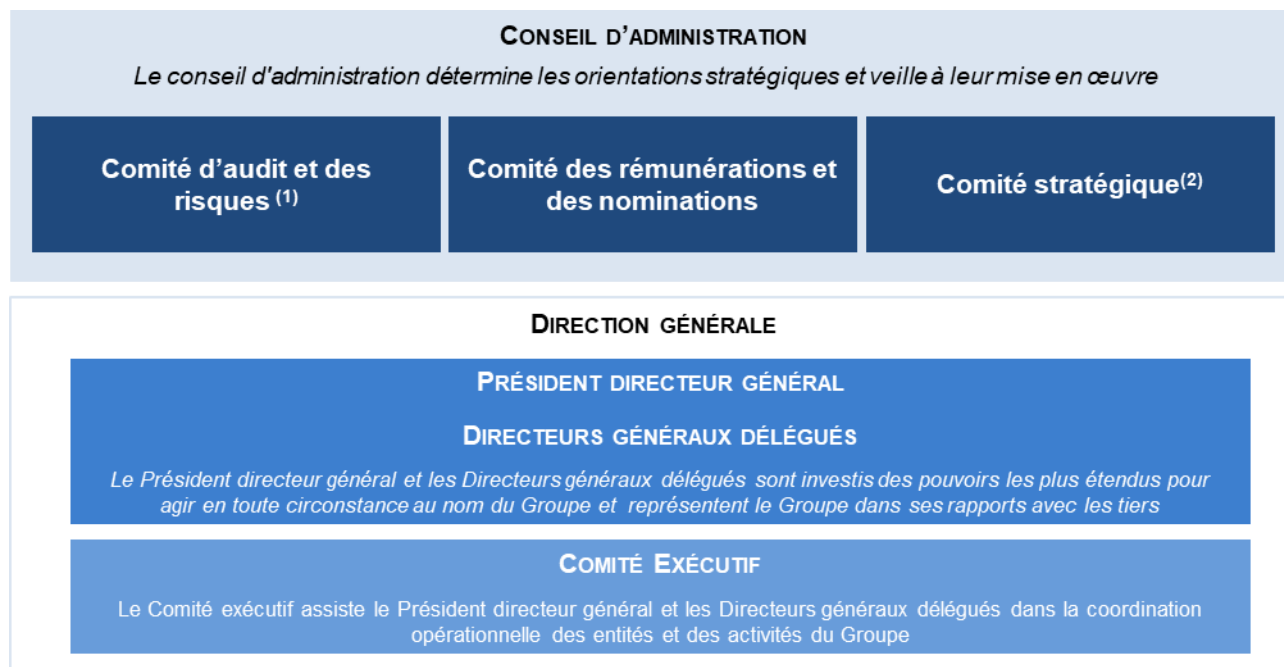 CONSEIL D’ADMINISTRATION
Le conseil d'administration détermine les orientations stratégiques et veille à leur mise en œuvre
Comité d’audit et des
risques (1)
Comité des rémunérations et
des nominations
Comité stratégique(2)
DIRECTION GÉNÉRALE
PRÉSIDENT DIRECTEUR GÉNÉRAL
DIRECTEURS GÉNÉRAUX DÉLÉGUÉS
Le Président directeur général et les Directeurs généraux délégués sont investis des pouvoirs les plus étendus pour
agir en toute circonstance au nom du Groupe et représentent le Groupe dans ses rapports avec les tiers
COMITÉ EXÉCUTIF
Le Comité exécutif assiste le Président directeur général et les Directeurs généraux délégués dans la coordination
opérationnelle des entités et des activités du Groupe